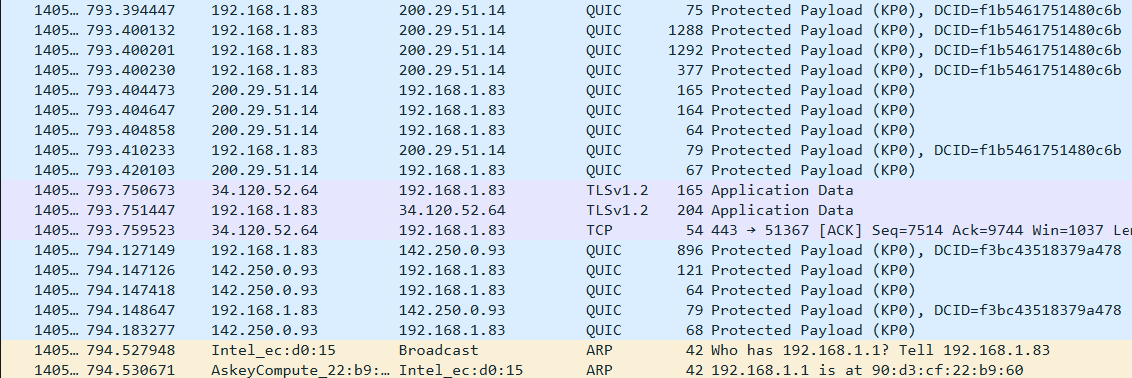 1405… 793.394447 192.168.1.83 200.29.51.14 QUIC 75 Protected Payload (KP0), DCID=f1b5461751480c6b
1405… 793.400132 192.168.1.83 200.29.51.14 QUIC 1288 Protected Payload (KP0), DCID=f1b5461751480c6b
1405… 793.400201 192.168.1.83 200.29.51.14 QUIC 1292 Protected Payload (KP0), DCID=f1b5461751480c6b
1405… 793.400230 192.168.1.83 200.29.51.14 QUIC 377 Protected Payload (KP0), DCID=f1b5461751480c6b
1405… 793.404473 200.29.51.14 192.168.1.83 QUIC 165 Protected Payload (KP0)
1405… 793.404647 200.29.51.14 192.168.1.83 QUIC 164 Protected Payload (KP0)
1405… 793.404858 200.29.51.14 192.168.1.83 QUIC 64 Protected Payload (KP0)
1405… 793.410233 192.168.1.83 200.29.51.14 QUIC 79 Protected Payload (KP0), DCID=f1b5461751480c6b
1405… 793.420103 200.29.51.14 192.168.1.83 QUIC 67 Protected Payload (KP0)
1405… 793.750673 34.120.52.64 192.168.1.83 TLSv1.2 165 Application Data
1405… 793.751447 192.168.1.83 34.120.52.64 TLSv1.2 204 Application Data
1405… 793.759523 34.120.52.64 192.168.1.83 TCP 54 443 → 51367 [ACK] Seq=7514 Ack=9744 Win=1037 Len
1405… 794.127149 192.168.1.83 142.250.0.93 QUIC 896 Protected Payload (KP0), DCID=f3bc43518379a478
1405… 794.147126 142.250.0.93 192.168.1.83 QUIC 121 Protected Payload (KP0)
1405… 794.147418 142.250.0.93 192.168.1.83 QUIC 64 Protected Payload (KP0)
1405… 794.148647 192.168.1.83 142.250.0.93 QUIC 79 Protected Payload (KP0), DCID=f3bc43518379a478
1405… 794.183277 142.250.0.93 192.168.1.83 QUIC 68 Protected Payload (KP0)
1405… 794.527948 Intel_ec:d0:15 Broadcast ARP 42 Who has 192.168.1.1? Tell 192.168.1.83
1405… 794.530671 AskeyCompute_22:b9:… Intel_ec:d0:15 ARP 42 192.168.1.1 is at 90:d3:cf:22:b9:60